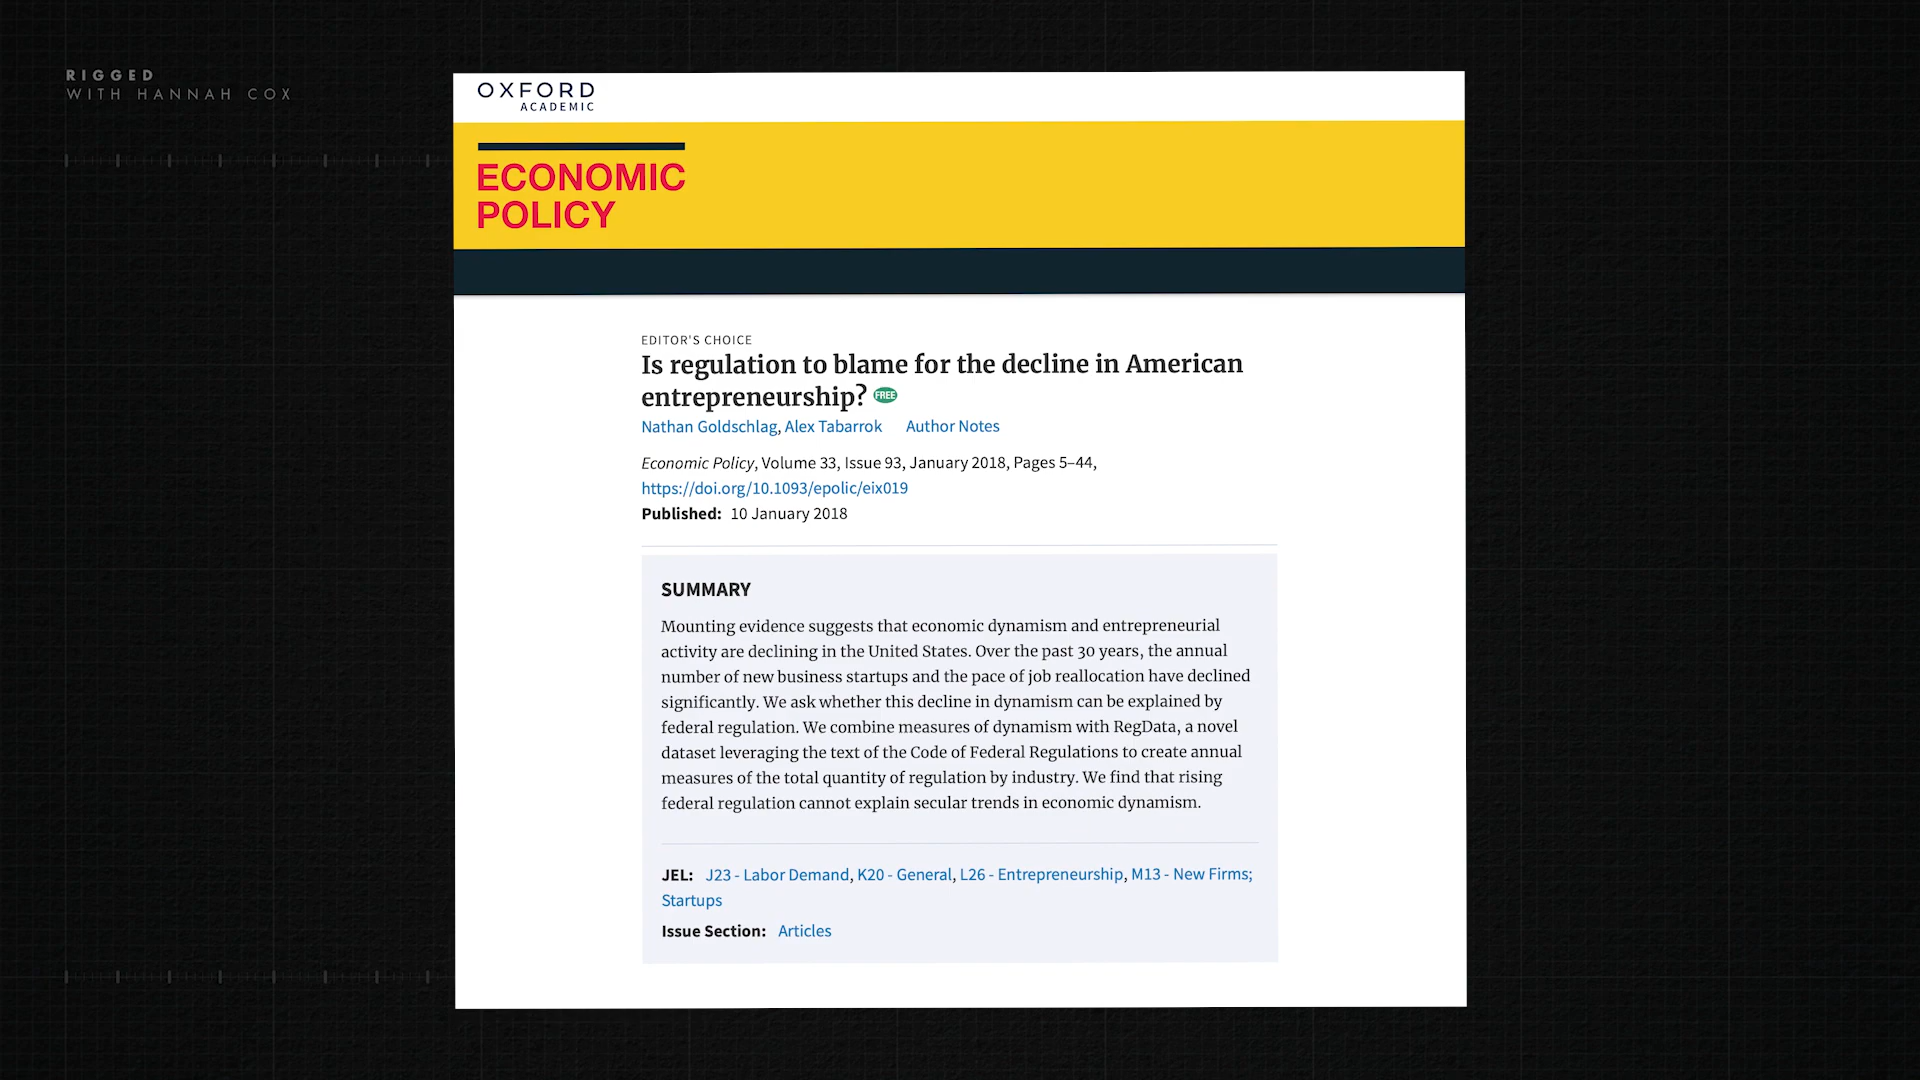 RIGGED
WITH HANNAH COX
OXFORD
ACADEMIC
ECONOMIC
POLICY
EDITOR'S CHOICE
Is regulation to blame for the decline in American
entrepreneurship? FREE
Nathan Goldschlag, Alex Tabarrok Author Notes
Economic Policy, Volume 33, Issue 93, January 2018, Pages 5–44,
https://doi.org/10.1093/epolic/eix019
Published: 10 January 2018
SUMMARY
Mounting evidence suggests that economic dynamism and entrepreneurial
activity are declining in the United States. Over the past 30 years, the annual
number of new business startups and the pace of job reallocation have declined
significantly. We ask whether this decline in dynamism can be explained by
federal regulation. We combine measures of dynamism with RegData, a novel
dataset leveraging the text of the Code of Federal Regulations to create annual
measures of the total quantity of regulation by industry. We find that rising
federal regulation cannot explain secular trends in economic dynamism.
JEL: J23 - Labor Demand, K20 - General, L26 - Entrepreneurship, M13 - New Firms;
Startups
Issue Section: Articles